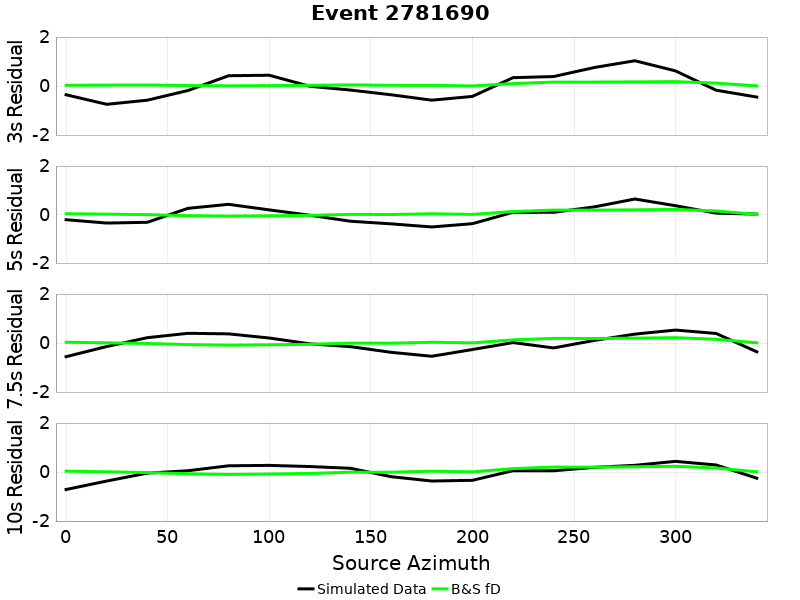 Event 2781690
3s Residual
2
0
-2
5s Residual
2
0
-2
7.5s Residual
2
0
-2
10s Residual
2
0
-2
0 50 100 150 200 250 300
Source Azimuth
Simulated Data B&S fD